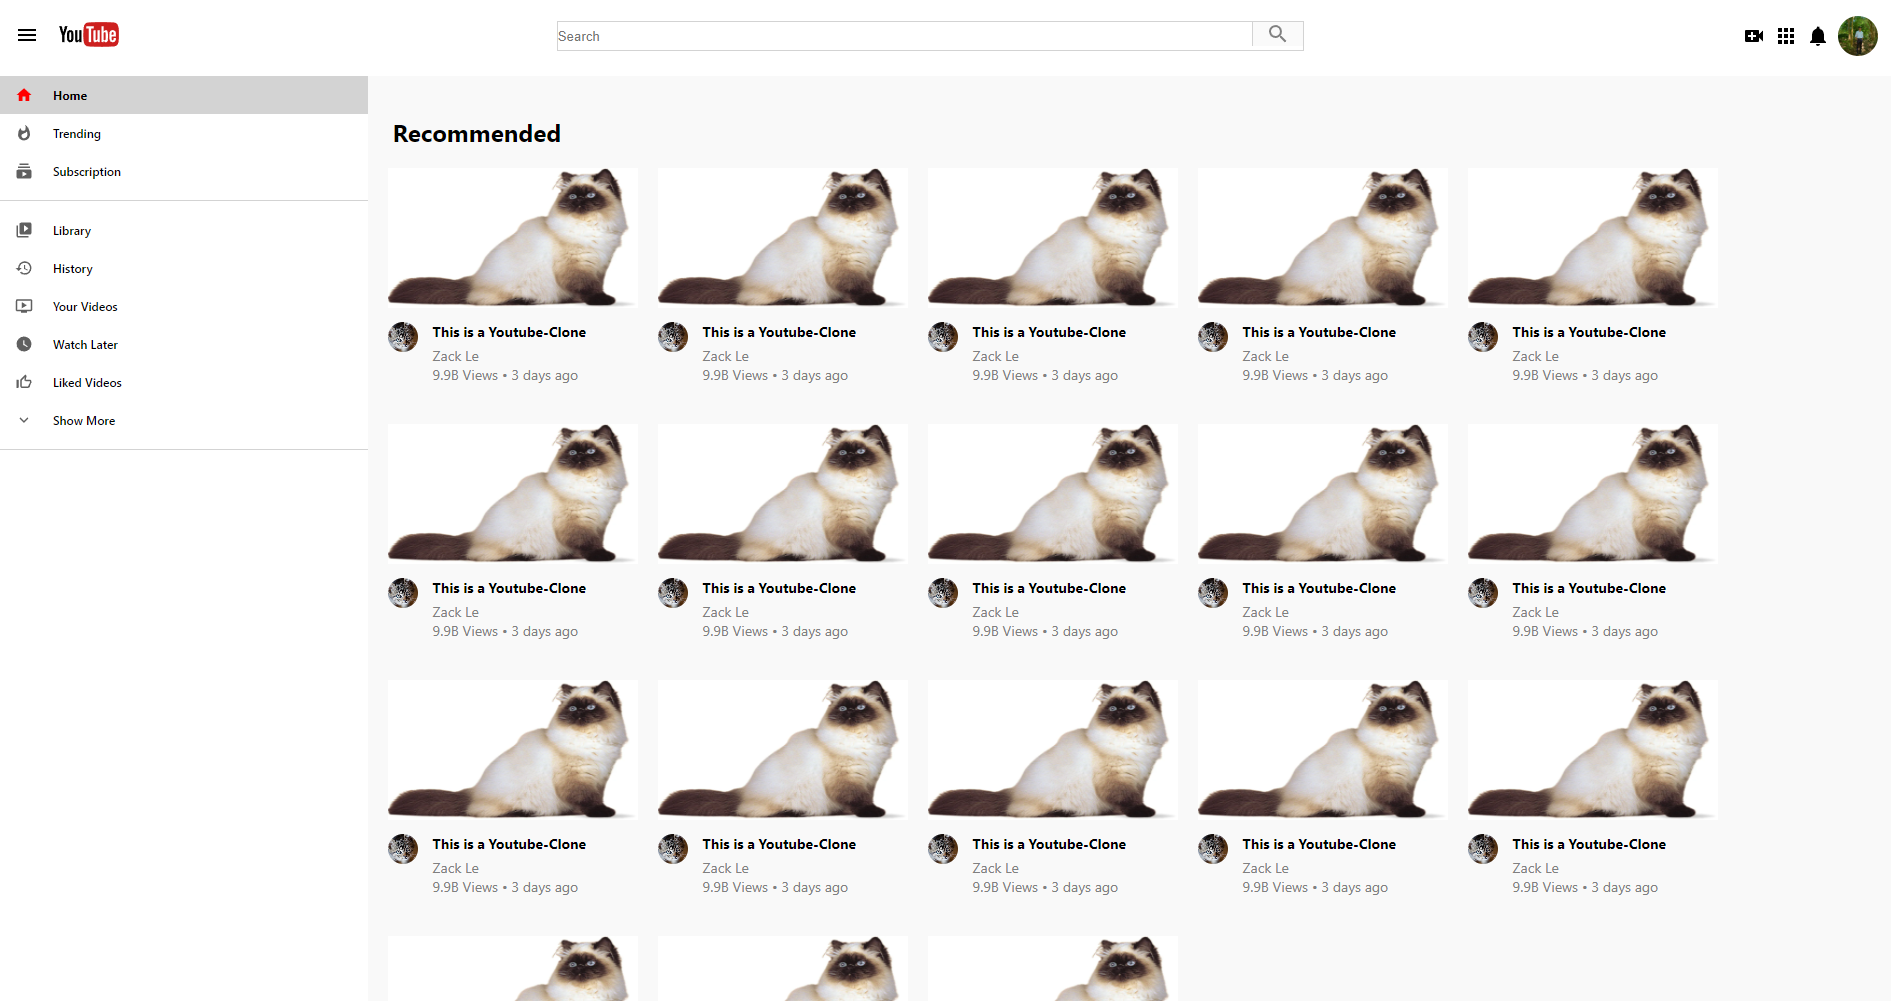 YouTube
Search
Home
Trending
Subscription
Library
History
Your Videos
Watch Later
Liked Videos
Show More
Recommended
This is a Youtube-Clone
Zack Le
9.9B Views • 3 days ago
This is a Youtube-Clone
Zack Le
9.9B Views • 3 days ago
This is a Youtube-Clone
Zack Le
9.9B Views • 3 days ago
This is a Youtube-Clone
Zack Le
9.9B Views • 3 days ago
This is a Youtube-Clone
Zack Le
9.9B Views • 3 days ago
This is a Youtube-Clone
Zack Le
9.9B Views • 3 days ago
This is a Youtube-Clone
Zack Le
9.9B Views • 3 days ago
This is a Youtube-Clone
Zack Le
9.9B Views • 3 days ago
This is a Youtube-Clone
Zack Le
9.9B Views • 3 days ago
This is a Youtube-Clone
Zack Le
9.9B Views • 3 days ago
This is a Youtube-Clone
Zack Le
9.9B Views • 3 days ago
This is a Youtube-Clone
Zack Le
9.9B Views • 3 days ago
This is a Youtube-Clone
Zack Le
9.9B Views • 3 days ago
This is a Youtube-Clone
Zack Le
9.9B Views • 3 days ago
This is a Youtube-Clone
Zack Le
9.9B Views • 3 days ago